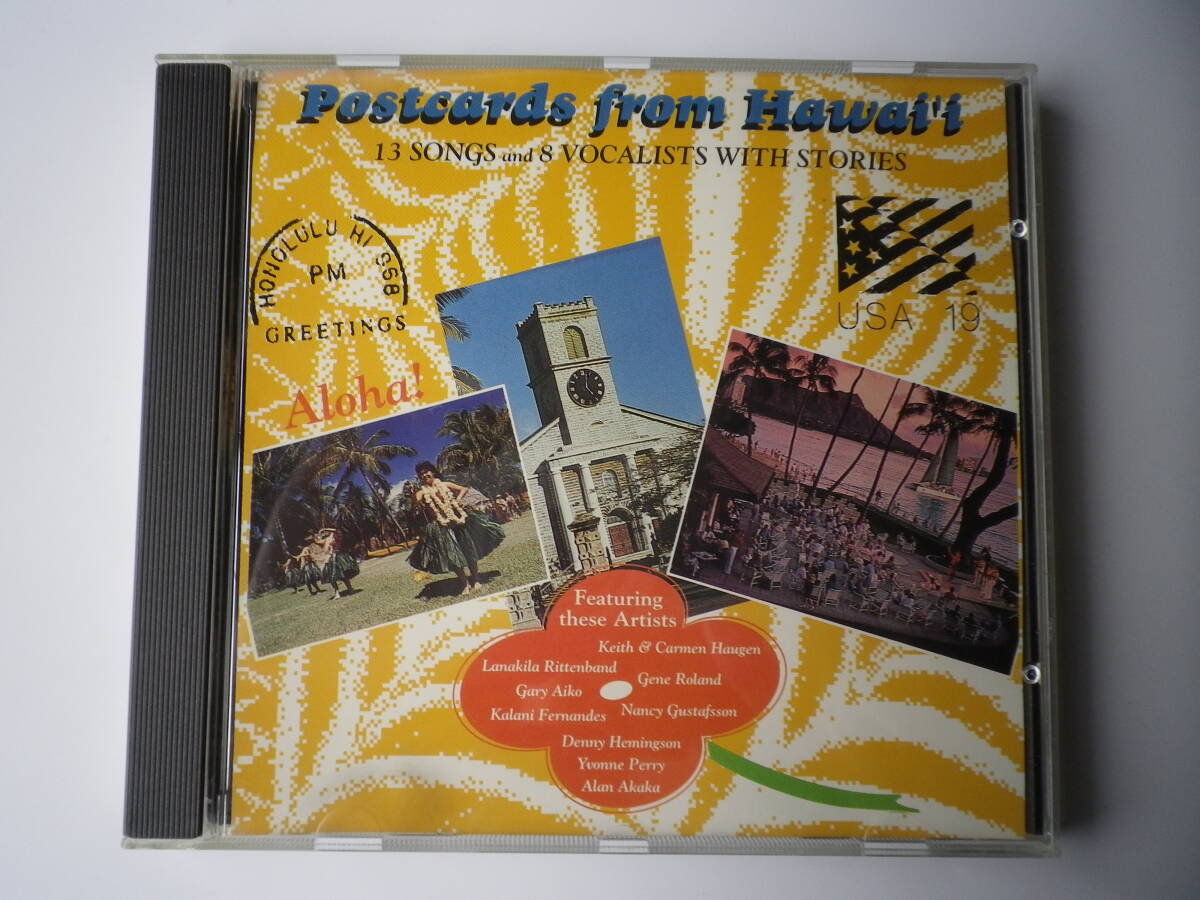 Postcards from Hawai'i
13 SONGS and 8 VOCALISTS WITH STORIES
HONOLULU HI 968
PM
GREETINGS
USA 19
Aloha!
Featuring
these Artists
Keith & Carmen Haugen
Lanakila Rittenband
Gene Roland
Gary Aiko
Nancy Gustafsson
Kalani Fernandes
Denny Hemingson
Yvonne Perry
Alan Akaka